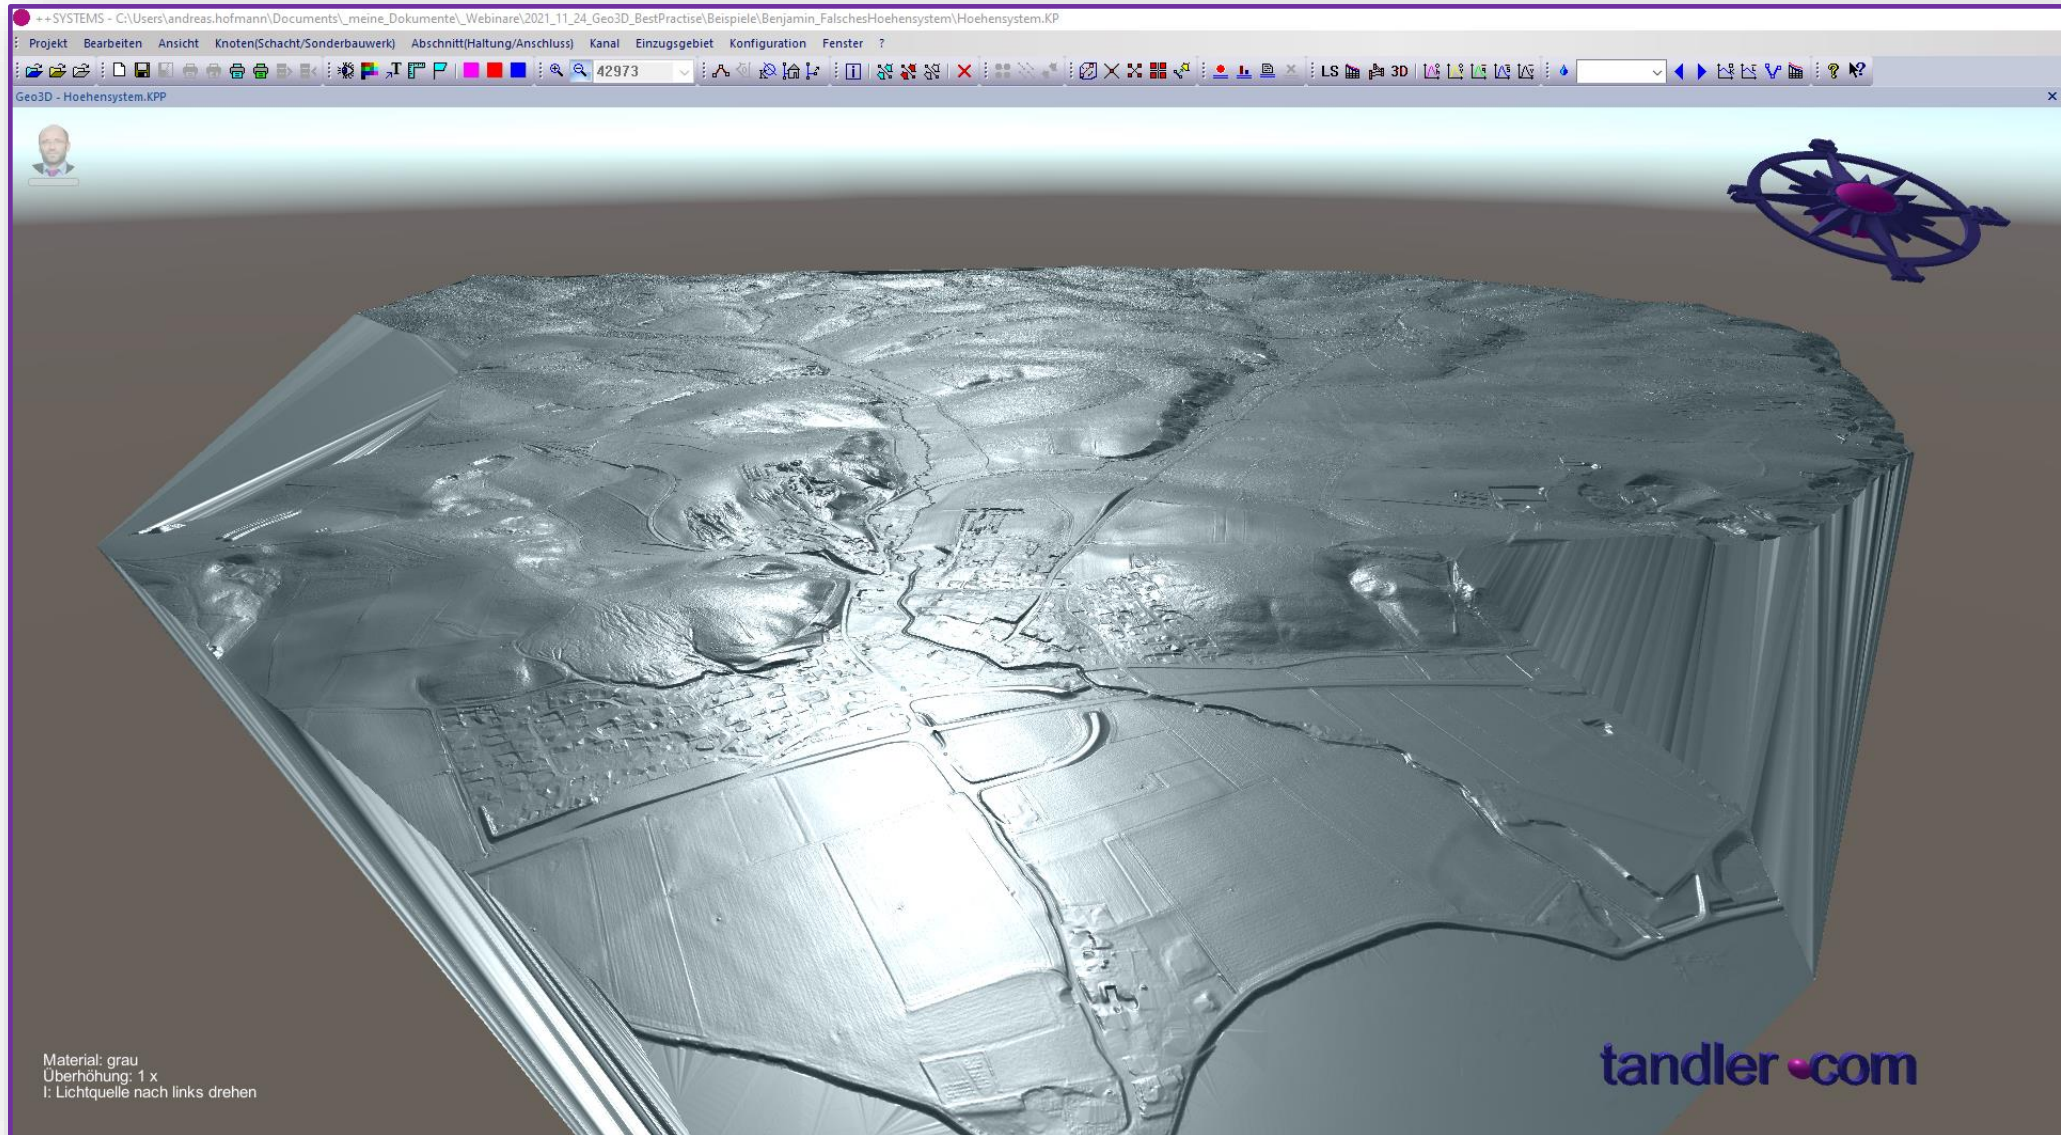 ++SYSTEMS - C:\Users\andreas.hofmann\Documents\_meine_Dokumente\_Webinare\2021_11_24_Geo3D_BestPractise\Beispiele\Benjamin_FalschesHoehensystem\Hoehensystem.KP
Projekt Bearbeiten Ansicht Knoten(Schacht/Sonderbauwerk) Abschnitt(Haltung/Anschluss) Kanal Einzugsgebiet Konfiguration Fenster ?
42973 LS 3D
Geo3D - Hoehensystem.KPP
Material: grau
Überhöhung: 1 x
I: Lichtquelle nach links drehen
tandler.com